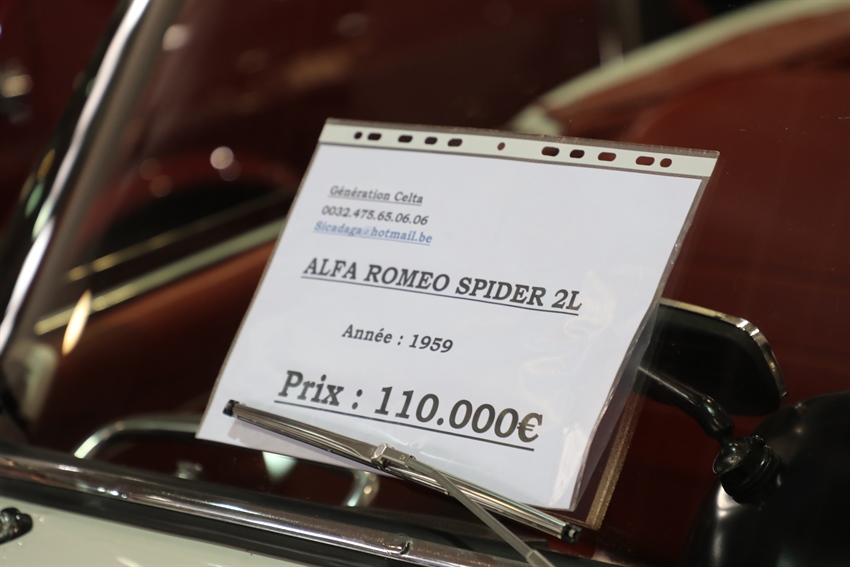 Génération Celta
0032.475.65.06.06
Sicadaga@hotmail.be
ALFA ROMEO SPIDER 2L
Année : 1959
Prix : 110.000€